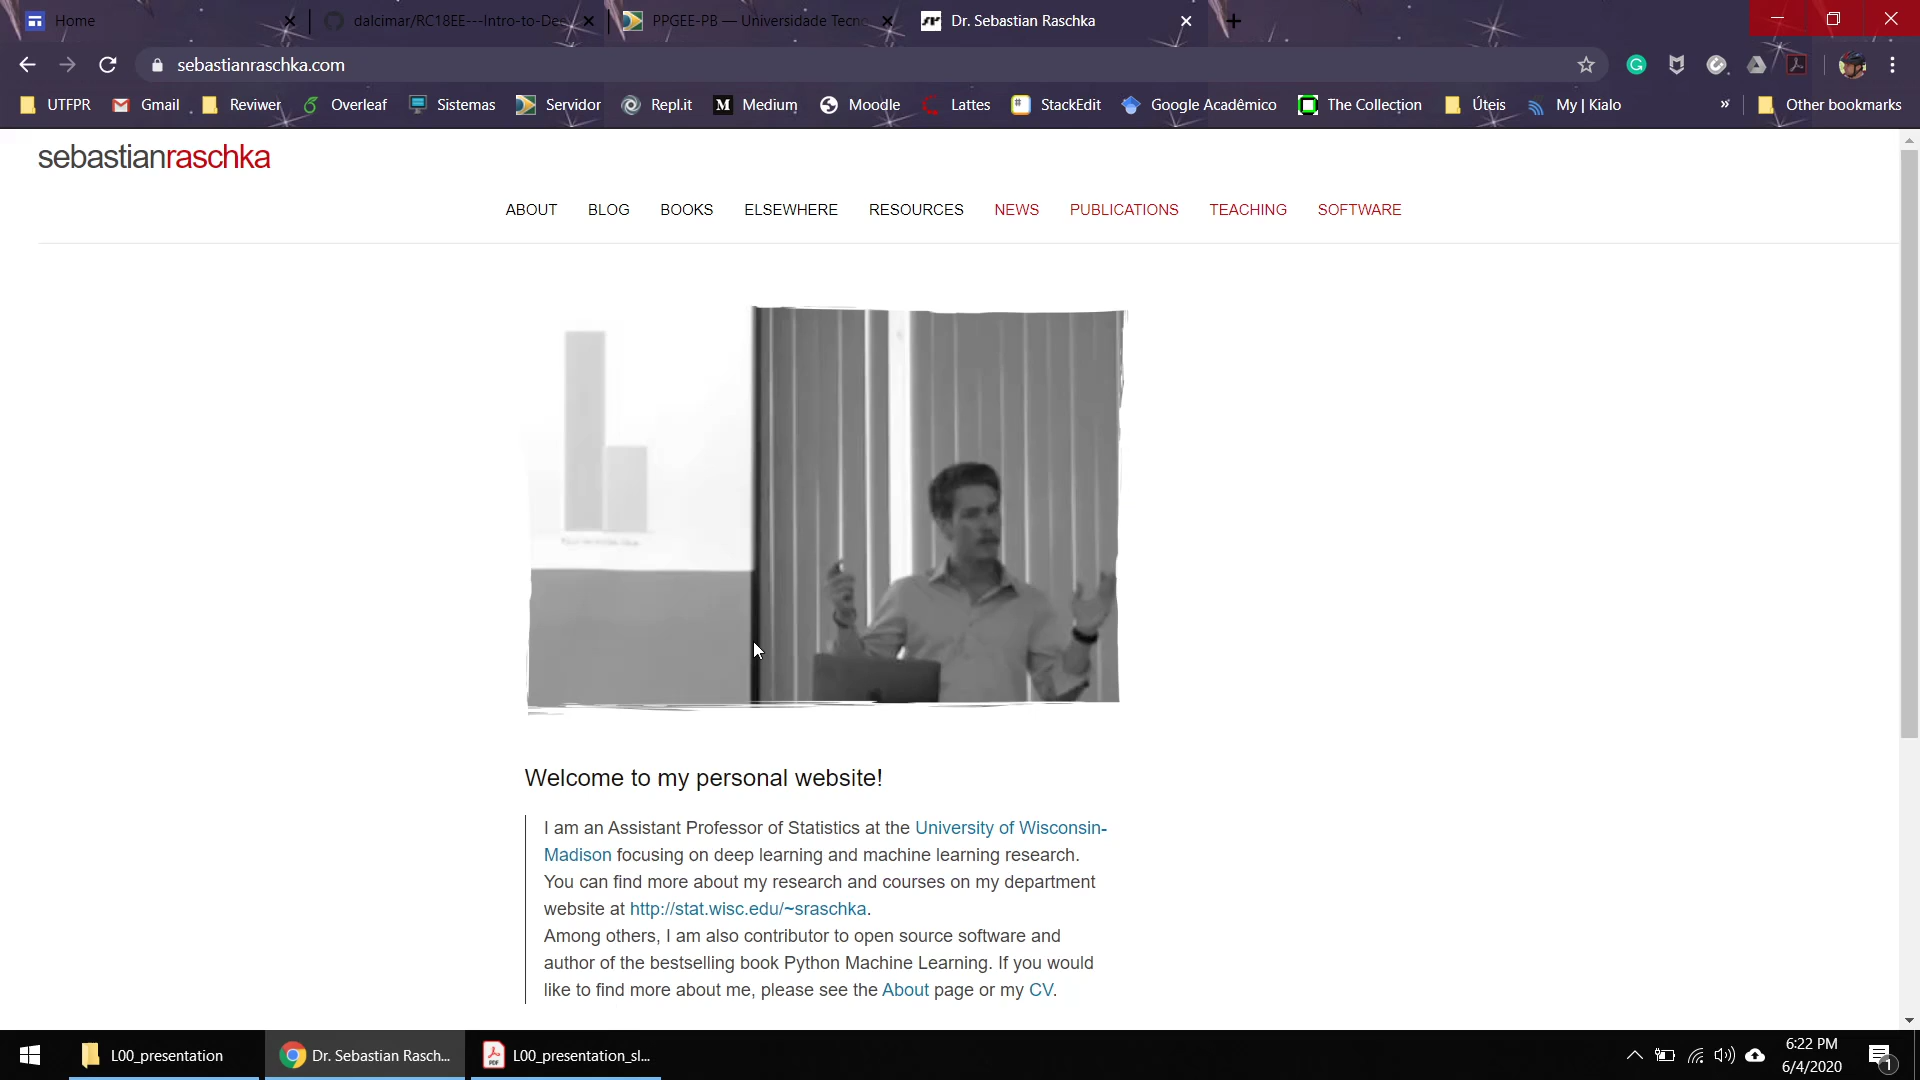 Home
dalcimar/RC18EE---Intro-to-Dee
PPGEE-PB — Universidade Tecno
Dr. Sebastian Raschka
sebastianraschka.com
UTFPR
Gmail
Reviwer
Overleaf
Sistemas
Servidor
Repl.it
Medium
Moodle
Lattes
StackEdit
Google Acadêmico
The Collection
Úteis
My | Kialo
»
Other bookmarks
sebastianraschka
ABOUT
BLOG
BOOKS
ELSEWHERE
RESOURCES
NEWS
PUBLICATIONS
TEACHING
SOFTWARE
Welcome to my personal website!
I am an Assistant Professor of Statistics at the University of Wisconsin-
Madison focusing on deep learning and machine learning research.
You can find more about my research and courses on my department
website at http://stat.wisc.edu/~sraschka.
Among others, I am also contributor to open source software and
author of the bestselling book Python Machine Learning. If you would
like to find more about me, please see the About page or my CV.
L00_presentation
Dr. Sebastian Rasch...
L00_presentation_sl...
6:22 PM
6/4/2020
1